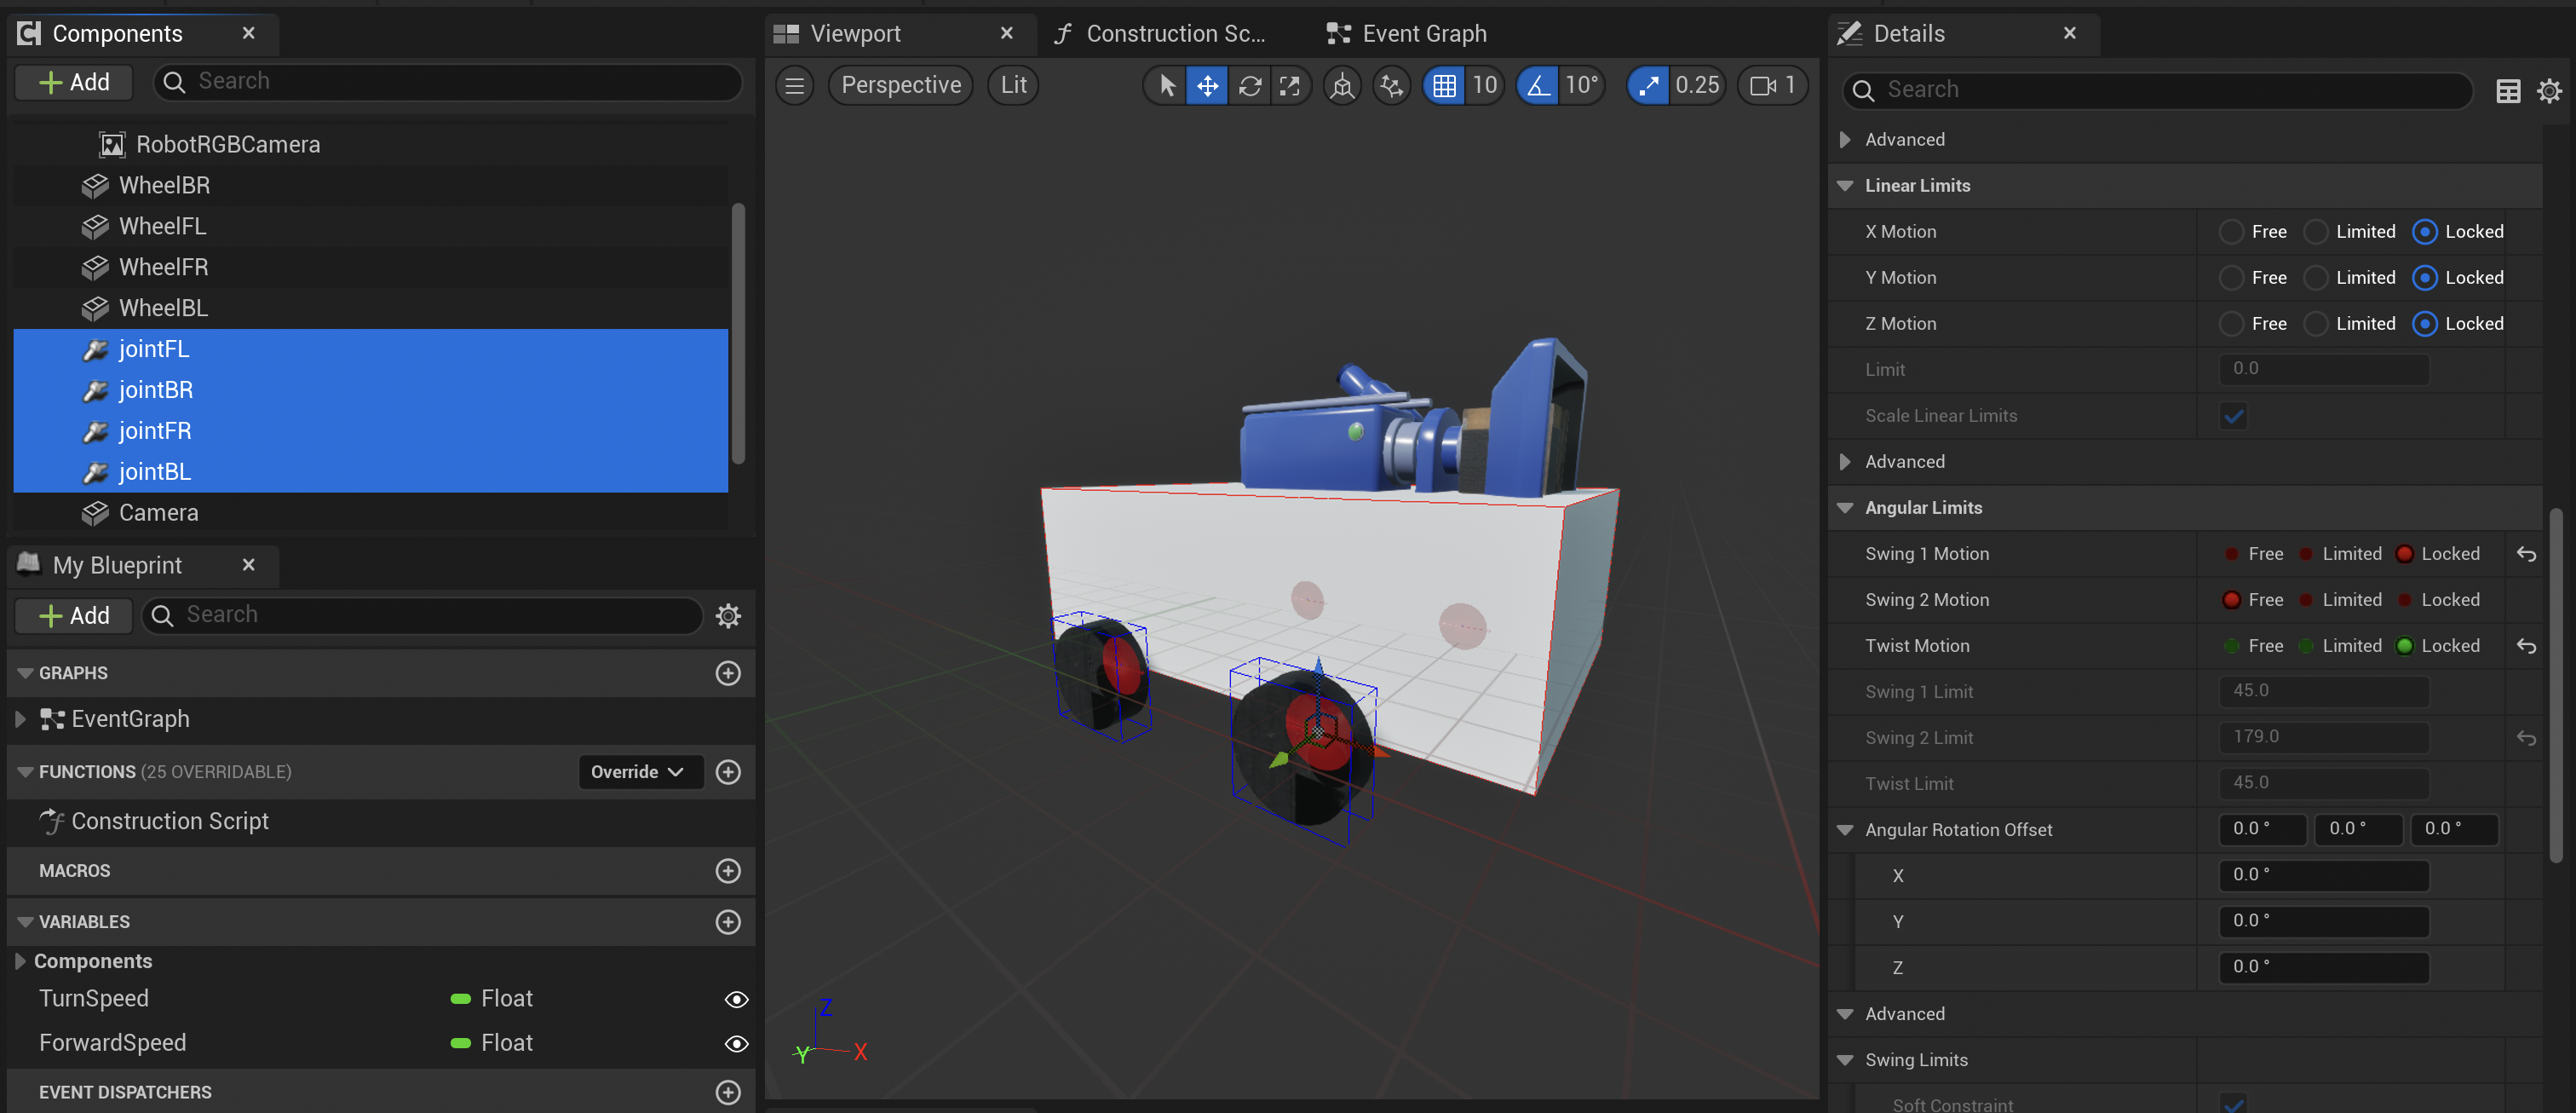 Components
Add
Search
RobotRGBCamera
WheelBR
WheelFL
WheelFR
WheelBL
jointFL
jointBR
jointFR
jointBL
Camera
My Blueprint
Add
Search
GRAPHS
EventGraph
FUNCTIONS (25 OVERRIDABLE)
Override
Construction Script
MACROS
VARIABLES
Components
TurnSpeed Float
ForwardSpeed Float
EVENT DISPATCHERS
Viewport
Construction Sc...
Event Graph
Perspective
Lit
10
10°
0.25
1
Z
Y
X
Details
Search
Advanced
Linear Limits
X Motion Free Limited Locked
Y Motion Free Limited Locked
Z Motion Free Limited Locked
Limit 0.0
Scale Linear Limits
Advanced
Angular Limits
Swing 1 Motion Free Limited Locked
Swing 2 Motion Free Limited Locked
Twist Motion Free Limited Locked
Swing 1 Limit 45.0
Swing 2 Limit 179.0
Twist Limit 45.0
Angular Rotation Offset 0.0 ° 0.0 ° 0.0 °
X 0.0 °
Y 0.0 °
Z 0.0 °
Advanced
Swing Limits
Soft Constraint